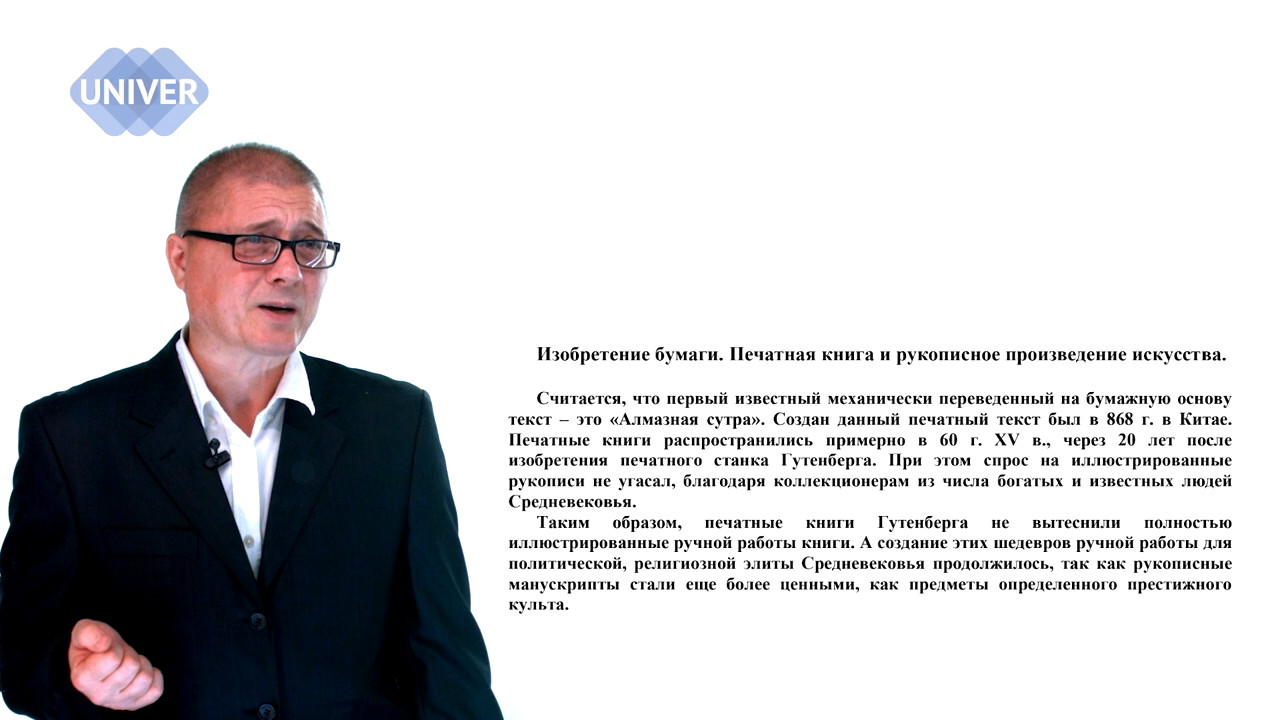 UNIVER
Изобретение бумаги. Печатная книга и рукописное произведение искусства.
Считается, что первый известный механически переведенный на бумажную основу
текст – это «Алмазная сутра». Создан данный печатный текст был в 868 г. в Китае.
Печатные книги распространились примерно в 60 г. XV в., через 20 лет после
изобретения печатного станка Гутенберга. При этом спрос на иллюстрированные
рукописи не угасал, благодаря коллекционерам из числа богатых и известных людей
Средневековья.
Таким образом, печатные книги Гутенберга не вытеснили полностью
иллюстрированные ручной работы книги. А создание этих шедевров ручной работы для
политической, религиозной элиты Средневековья продолжилось, так как рукописные
манускрипты стали еще более ценными, как предметы определенного престижного
культа.